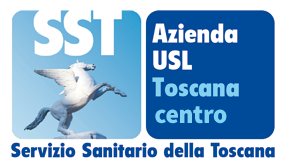 SST
Azienda
USL
Toscana
centro
Servizio Sanitario della Toscana